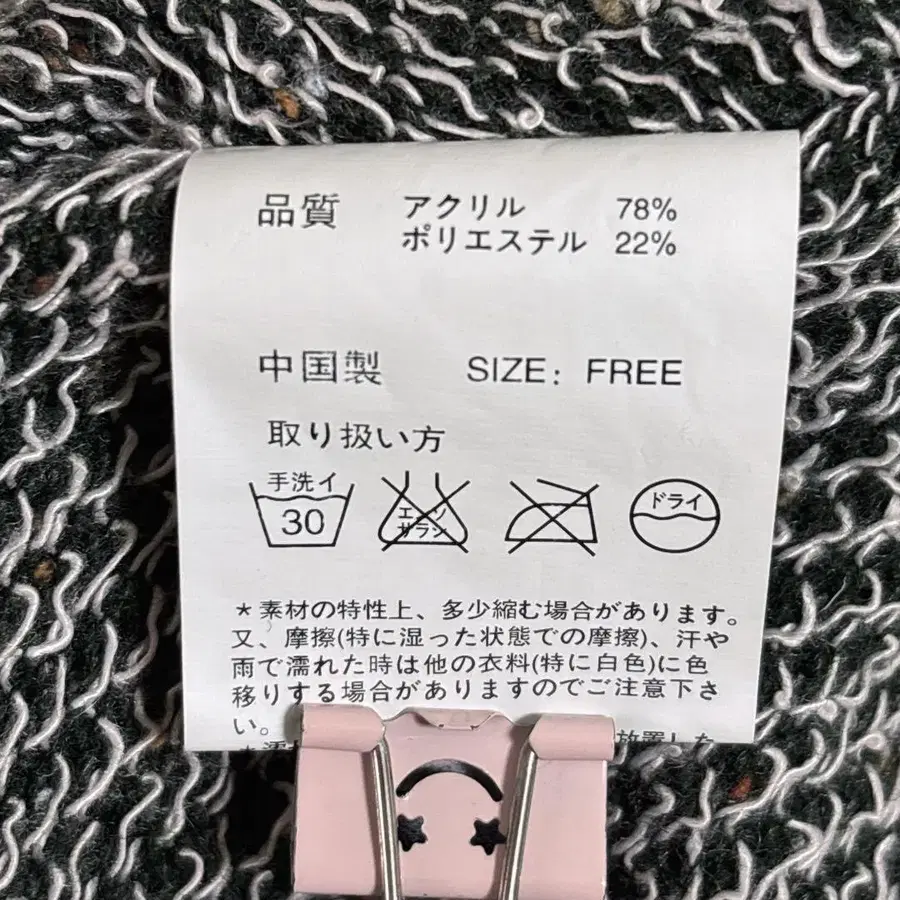 品質 アクリル 78%
ポリエステル 22%
中国製 SIZE: FREE
取り扱い方
手洗イ
30
エンソ
サラシ
ドライ
* 素材の特性上、多少縮む場合があります。
又、摩擦(特に湿った状態での摩擦)、汗や
雨で濡れた時は他の衣料(特に白色)に色
移りする場合がありますのでご注意下さ
い。
放置した